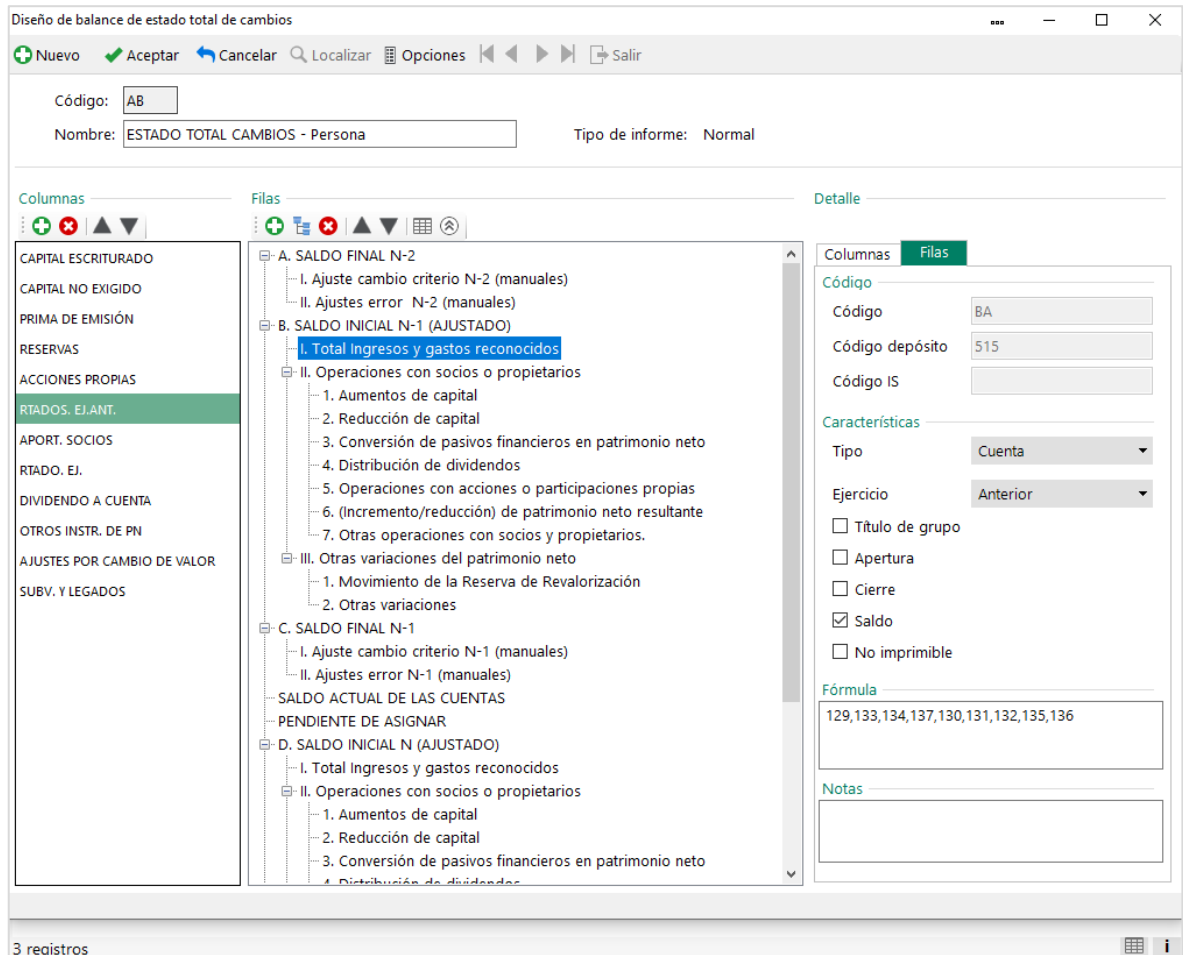 Diseño de balance de estado total de cambios
Nuevo Aceptar Cancelar Localizar Opciones Salir
Código: AB
Nombre: ESTADO TOTAL CAMBIOS - Persona Tipo de informe: Normal
Columnas
CAPITAL ESCRITURADO
CAPITAL NO EXIGIDO
PRIMA DE EMISIÓN
RESERVAS
ACCIONES PROPIAS
RTADOS. EJ.ANT.
APORT. SOCIOS
RTADO. EJ.
DIVIDENDO A CUENTA
OTROS INSTR. DE PN
AJUSTES POR CAMBIO DE VALOR
SUBV. Y LEGADOS
Filas
A. SALDO FINAL N-2
I. Ajuste cambio criterio N-2 (manuales)
II. Ajustes error N-2 (manuales)
B. SALDO INICIAL N-1 (AJUSTADO)
I. Total Ingresos y gastos reconocidos
II. Operaciones con socios o propietarios
1. Aumentos de capital
2. Reducción de capital
3. Conversión de pasivos financieros en patrimonio neto
4. Distribución de dividendos
5. Operaciones con acciones o participaciones propias
6. (Incremento/reducción) de patrimonio neto resultante
7. Otras operaciones con socios y propietarios.
III. Otras variaciones del patrimonio neto
1. Movimiento de la Reserva de Revalorización
2. Otras variaciones
C. SALDO FINAL N-1
I. Ajuste cambio criterio N-1 (manuales)
II. Ajustes error N-1 (manuales)
SALDO ACTUAL DE LAS CUENTAS
PENDIENTE DE ASIGNAR
D. SALDO INICIAL N (AJUSTADO)
I. Total Ingresos y gastos reconocidos
II. Operaciones con socios o propietarios
1. Aumentos de capital
2. Reducción de capital
3. Conversión de pasivos financieros en patrimonio neto
4. Distribución de dividendos
Detalle
Columnas Filas
Código
Código BA
Código depósito 515
Código IS
Características
Tipo Cuenta
Ejercicio Anterior
Título de grupo
Apertura
Cierre
Saldo
No imprimible
Fórmula
129,133,134,137,130,131,132,135,136
Notas
3 registros